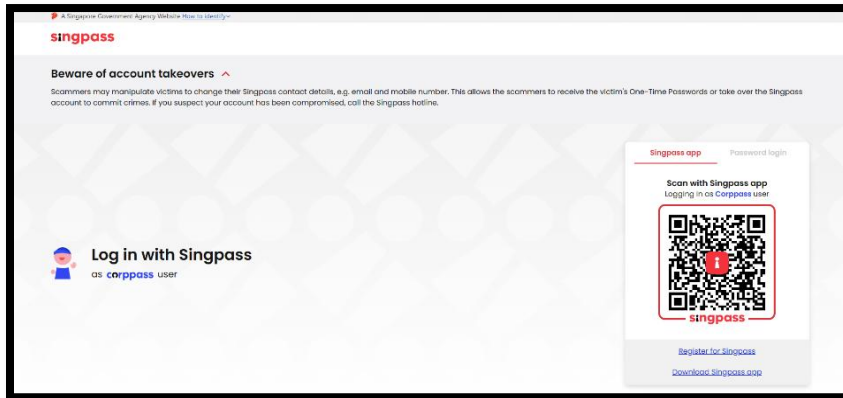 A Singapore Government Agency Website How to identify
singpass
Beware of account takeovers
Scammers may manipulate victims to change their Singpass contact details, e.g. email and mobile number. This allows the scammers to receive the victim's One-Time Passwords or take over the Singpass
account to commit crimes. If you suspect your account has been compromised, call the Singpass hotline.
Singpass app Password login
Scan with Singpass app
Logging in as Corppass user
Log in with Singpass
as corppass user
singpass
Register for Singpass
Download Singpass app